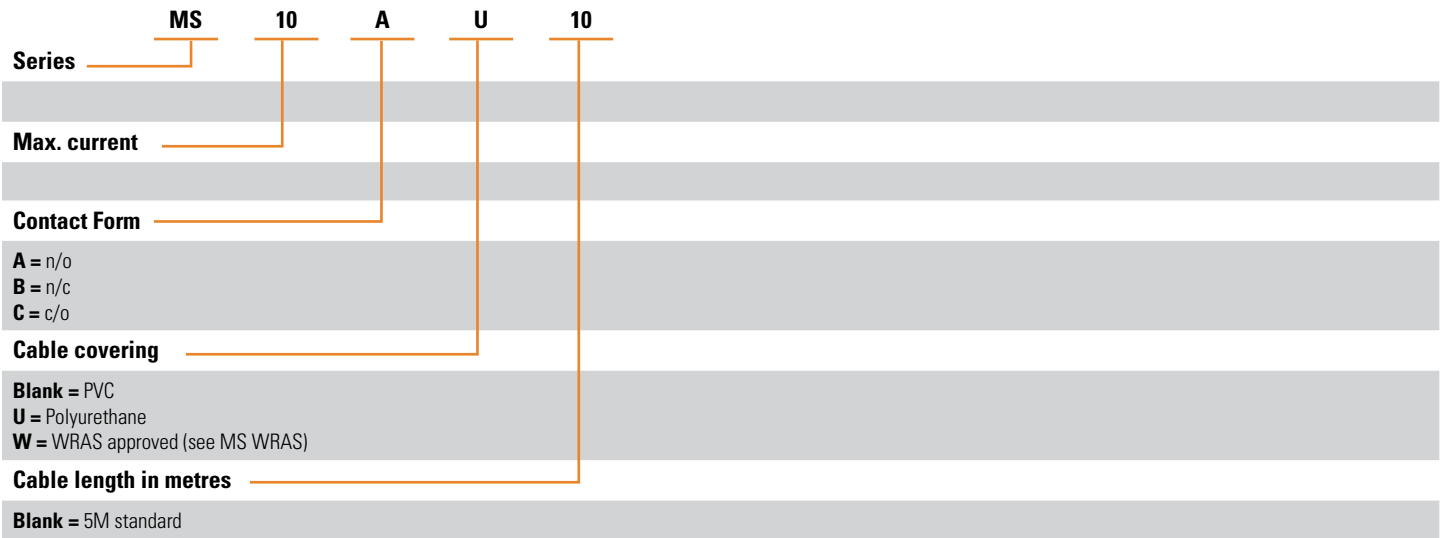 MS 10 A U 10
Series
Max. current
Contact Form
A = n/o
B = n/c
C = c/o
Cable covering
Blank = PVC
U = Polyurethane
W = WRAS approved (see MS WRAS)
Cable length in metres
Blank = 5M standard